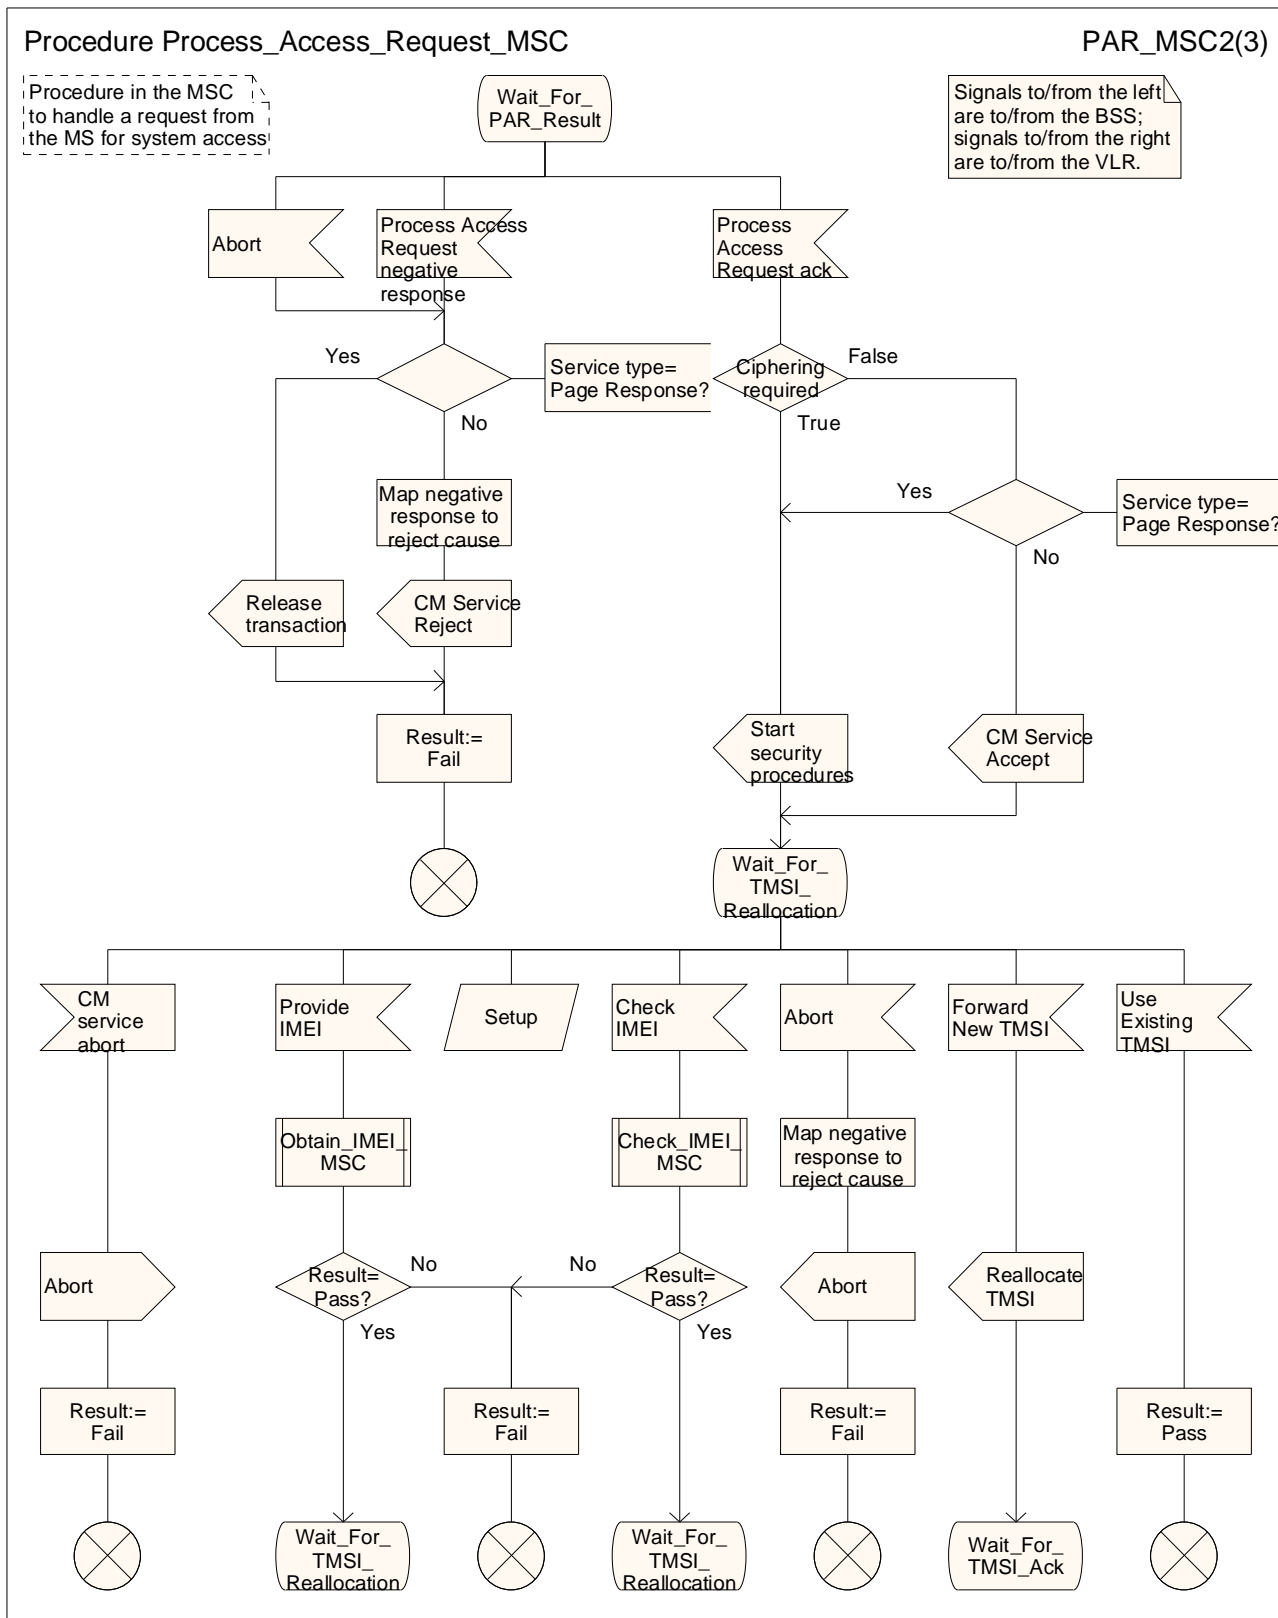 Procedure Process_Access_Request_MSC
PAR_MSC2(3)
Procedure in the MSC
to handle a request from
the MS for system access
Wait_For_
PAR_Result
Signals to/from the left
are to/from the BSS;
signals to/from the right
are to/from the VLR.
Abort
Process Access
Request
negative
response
Process
Access
Request ack
Yes
Service type=
Page Response?
No
Ciphering
required
False
True
Map negative
response to
reject cause
Yes
Service type=
Page Response?
No
Release
transaction
CM Service
Reject
Result:=
Fail
Start
security
procedures
CM Service
Accept
Wait_For_
TMSI_
Reallocation
CM
service
abort
Provide
IMEI
Setup
Check
IMEI
Abort
Forward
New TMSI
Use
Existing
TMSI
Obtain_IMEI_
MSC
Check_IMEI_
MSC
Map negative
response to
reject cause
Abort
Result=
Pass?
No
Yes
No
Result=
Pass?
Yes
Abort
Reallocate
TMSI
Result:=
Fail
Result:=
Fail
Result:=
Fail
Result:=
Pass
Wait_For_
TMSI_
Reallocation
Wait_For_
TMSI_
Reallocation
Wait_For_
TMSI_Ack